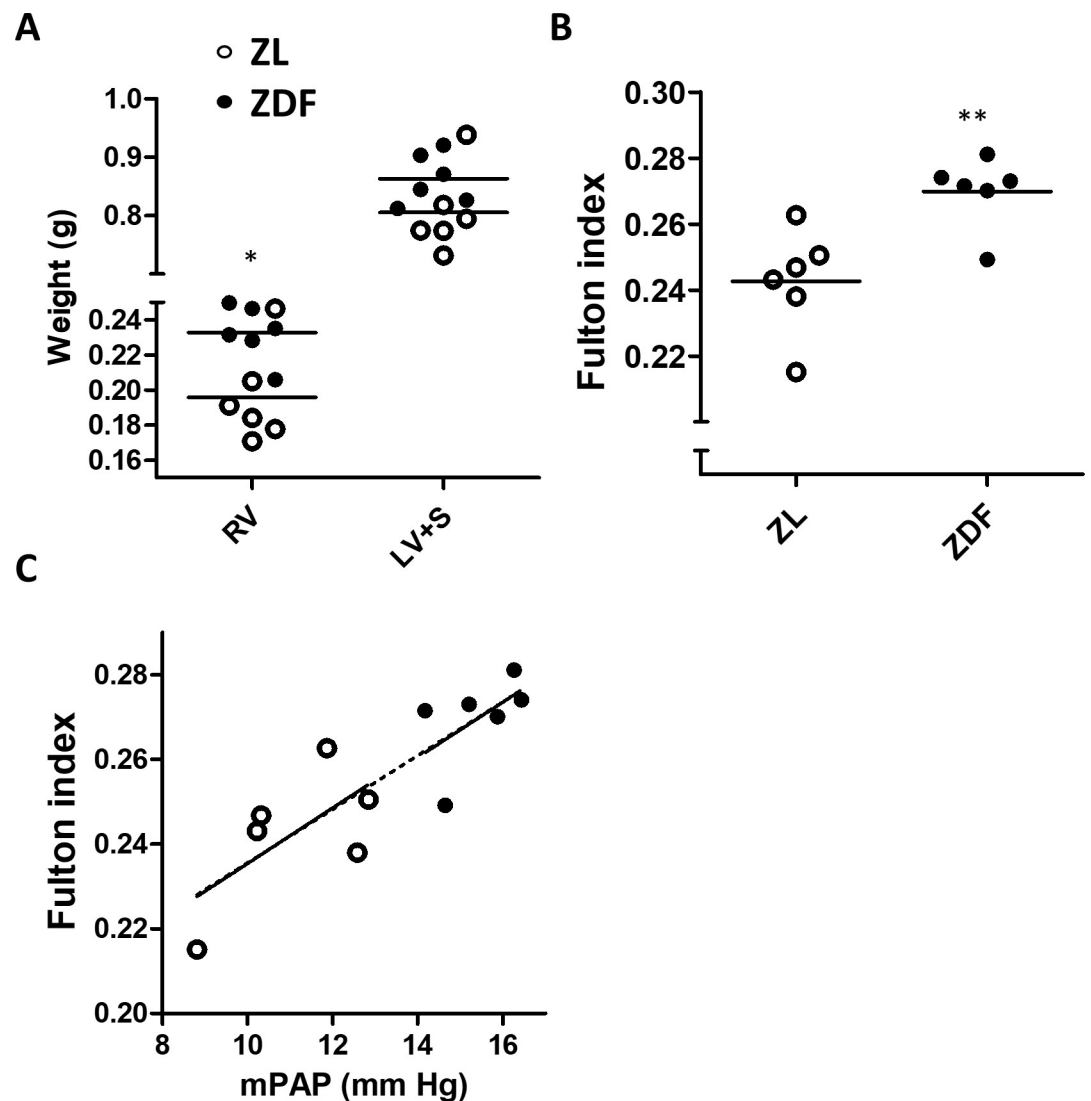 A
ZL
ZDF
1.0
0.9
0.8
0.24
0.22
0.20
0.18
0.16
Weight (g)
*
RV
LV+S
B
0.30
0.28
0.26
0.24
0.22
Fulton index
**
ZL
ZDF
C
0.28
0.26
0.24
0.22
0.20
Fulton index
8 10 12 14 16
mPAP (mm Hg)